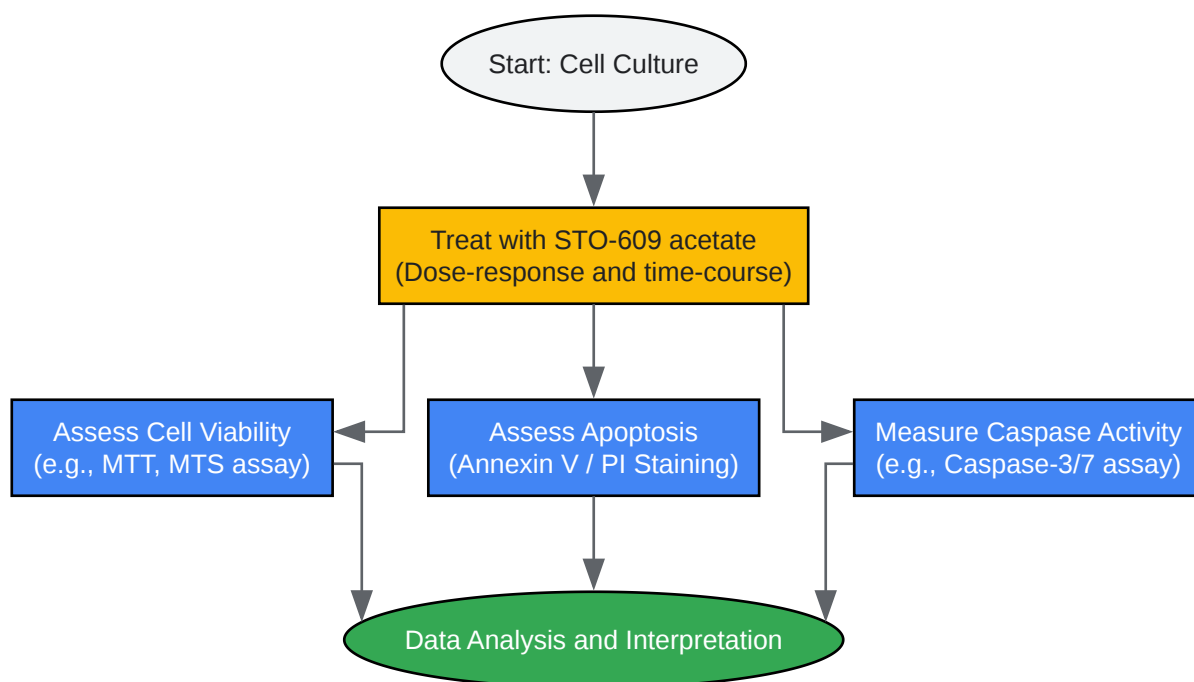 Start: Cell Culture
Treat with STO-609 acetate
(Dose-response and time-course)
Assess Cell Viability
(e.g., MTT, MTS assay)
Assess Apoptosis
(Annexin V / PI Staining)
Measure Caspase Activity
(e.g., Caspase-3/7 assay)
Data Analysis and Interpretation